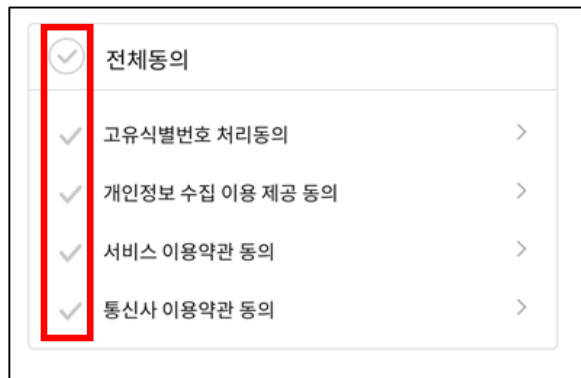 전체동의
고유식별번호 처리동의
개인정보 수집 이용 제공 동의
서비스 이용약관 동의
통신사 이용약관 동의